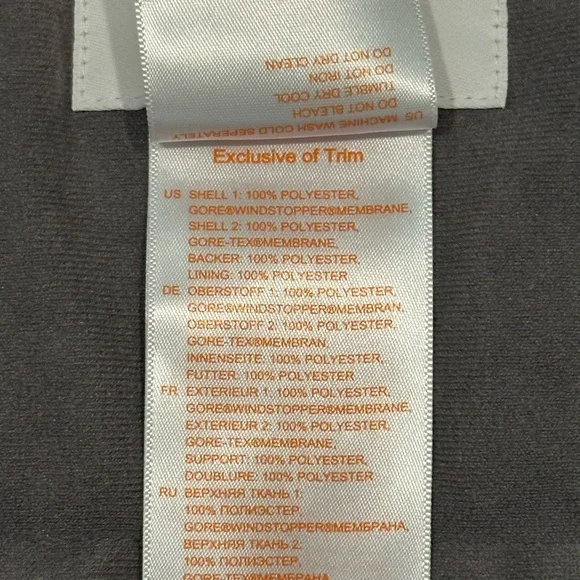 DO NOT DRY CLEAN
DO NOT IRON
TUMBLE DRY COOL
DO NOT BLEACH
US MACHINE WASH COLD SEPERATELY
Exclusive of Trim
US SHELL 1: 100% POLYESTER,
GORE®WINDSTOPPER®MEMBRANE,
SHELL 2: 100% POLYESTER,
GORE-TEX®MEMBRANE,
BACKER: 100% POLYESTER,
LINING: 100% POLYESTER
DE OBERSTOFF 1: 100% POLYESTER,
GORE®WINDSTOPPER®MEMBRAN,
OBERSTOFF 2: 100% POLYESTER,
GORE-TEX®MEMBRAN,
INNENSEITE: 100% POLYESTER,
FUTTER: 100% POLYESTER
FR EXTERIEUR 1: 100% POLYESTER,
GORE®WINDSTOPPER®MEMBRANE,
EXTERIEUR 2: 100% POLYESTER,
GORE-TEX®MEMBRANE,
SUPPORT: 100% POLYESTER,
DOUBLURE: 100% POLYESTER
RU ВЕРХНЯЯ ТКАНЬ 1:
100% ПОЛИЭСТЕР,
GORE®WINDSTOPPER®МЕМБРАНА,
ВЕРХНЯЯ ТКАНЬ 2:
100% ПОЛИЭСТЕР,
GORE-TEX®МЕМБРАНА